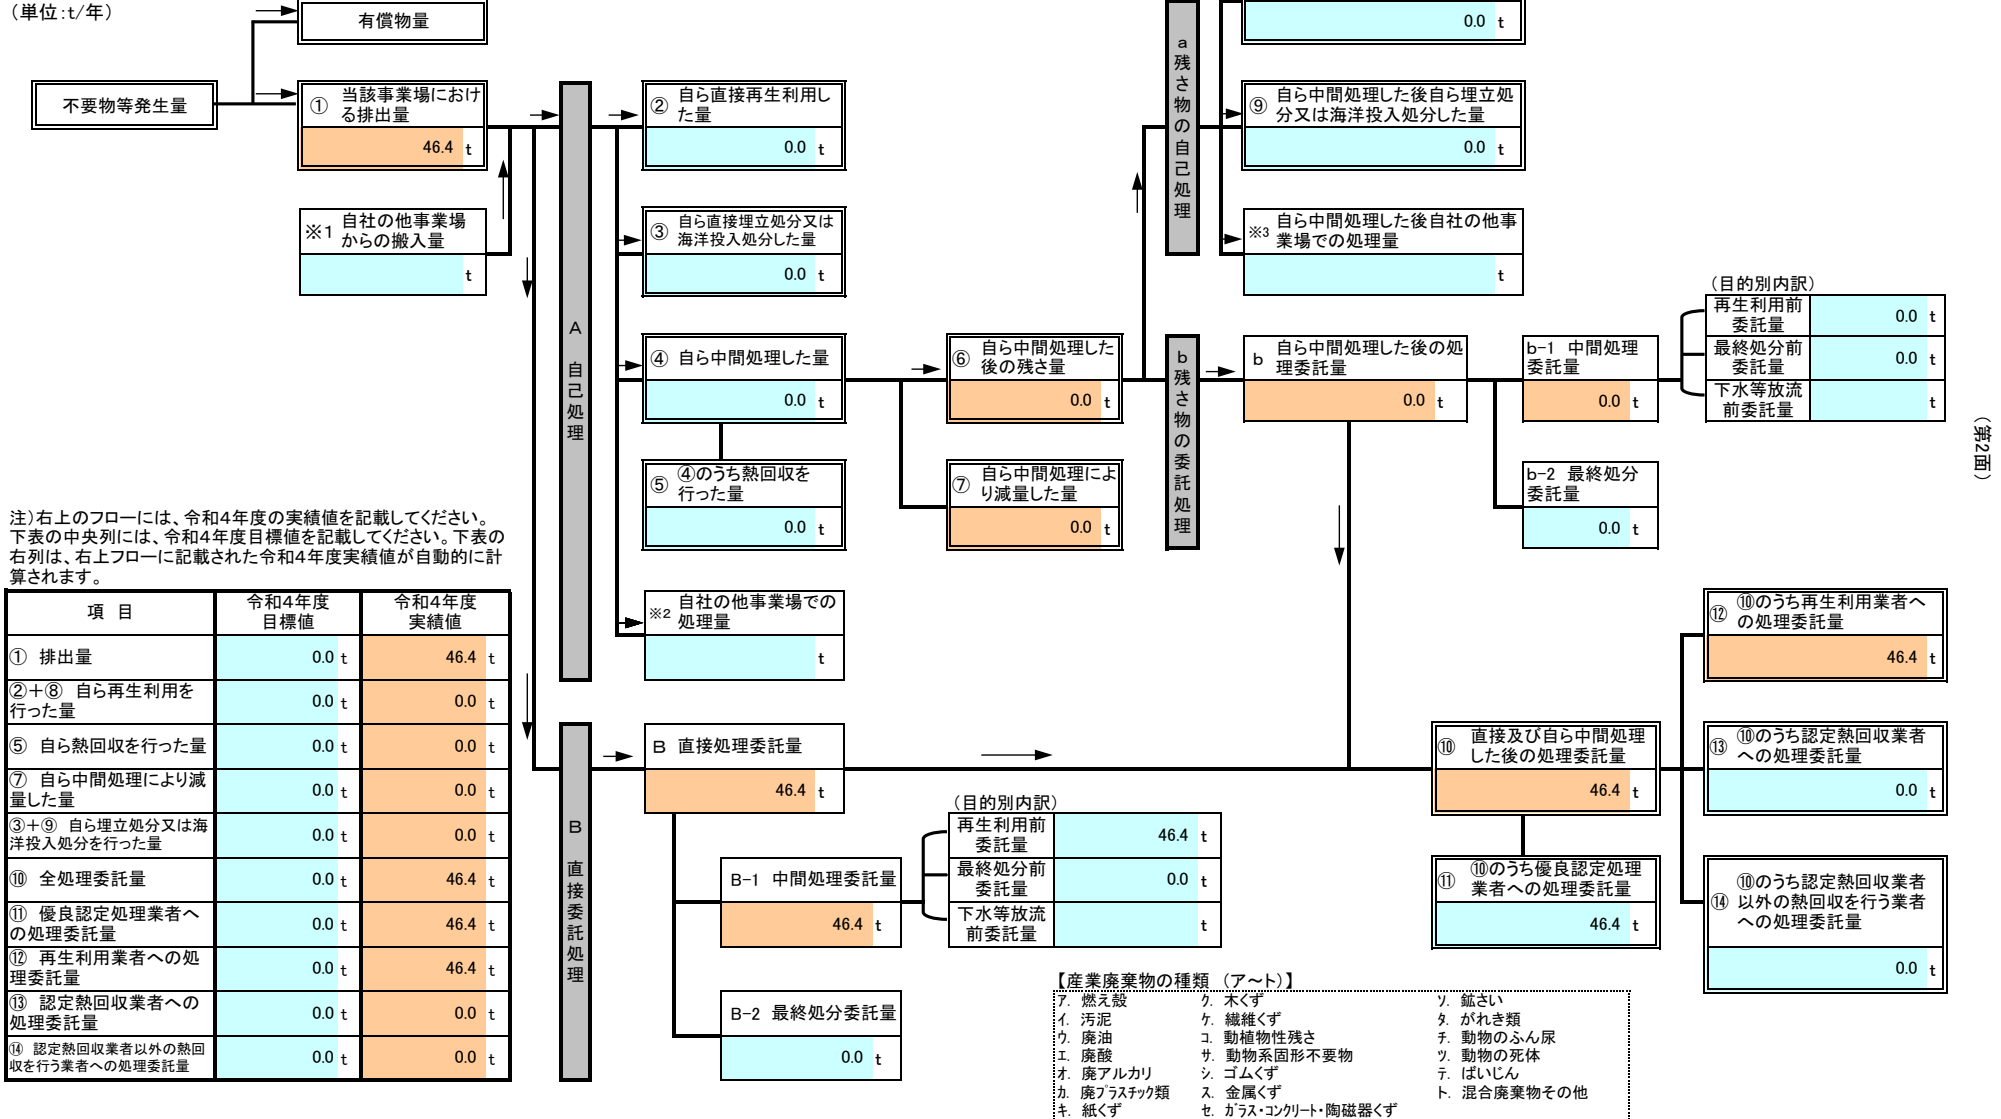 （単位：t/年）
有償物量
不要物等発生量
① 当該事業場におけ
る排出量
46.4 t
※1 自社の他事業場
からの搬入量
t
A 自己処理
② 自ら直接再生利用し
た量
0.0 t
③ 自ら直接埋立処分又は
海洋投入処分した量
0.0 t
④ 自ら中間処理した量
0.0 t
⑤ ④のうち熱回収を
行った量
0.0 t
※2 自社の他事業場での
処理量
t
⑥ 自ら中間処理した
後の残さ量
0.0 t
⑦ 自ら中間処理によ
り減量した量
0.0 t
a残さ物の自己処理
0.0 t
⑨ 自ら中間処理した後自ら埋立処
分又は海洋投入処分した量
0.0 t
※3 自ら中間処理した後自社の他事
業場での処理量
t
b残さ物の委託処理
b 自ら中間処理した後の処
理委託量
0.0 t
b-1 中間処理
委託量
0.0 t
b-2 最終処分
委託量
0.0 t
（目的別内訳）
再生利用前
委託量 0.0 t
最終処分前
委託量 0.0 t
下水等放流
前委託量 t
（第2面）
注）右上のフローには、令和4年度の実績値を記載してください。
下表の中央列には、令和4年度目標値を記載してください。下表の
右列は、右上フローに記載された令和4年度実績値が自動的に計
算されます。
項 目 令和4年度
目標値 令和4年度
実績値
① 排出量 0.0 t 46.4 t
②＋⑧ 自ら再生利用を
行った量 0.0 t 0.0 t
⑤ 自ら熱回収を行った量 0.0 t 0.0 t
⑦ 自ら中間処理により減
量した量 0.0 t 0.0 t
③＋⑨ 自ら埋立処分又は海
洋投入処分を行った量 0.0 t 0.0 t
⑩ 全処理委託量 0.0 t 46.4 t
⑪ 優良認定処理業者へ
の処理委託量 0.0 t 46.4 t
⑫ 再生利用業者への処
理委託量 0.0 t 46.4 t
⑬ 認定熱回収業者への
処理委託量 0.0 t 0.0 t
⑭ 認定熱回収業者以外の熱回
収を行う業者への処理委託量 0.0 t 0.0 t
B 直接委託処理
B 直接処理委託量
46.4 t
B-1 中間処理委託量
46.4 t
B-2 最終処分委託量
0.0 t
（目的別内訳）
再生利用前
委託量 46.4 t
最終処分前
委託量 0.0 t
下水等放流
前委託量 t
⑩ 直接及び自ら中間処理
した後の処理委託量
46.4 t
⑪ ⑩のうち優良認定処理
業者への処理委託量
46.4 t
⑫ ⑩のうち再生利用業者へ
の処理委託量
46.4 t
⑬ ⑩のうち認定熱回収業者
への処理委託量
0.0 t
⑭ ⑩のうち認定熱回収業者
以外の熱回収を行う業者
への処理委託量
0.0 t
【産業廃棄物の種類 （ア～ト）】
ア. 燃え殻 ク. 木くず ソ. 鉱さい
イ. 汚泥 ケ. 繊維くず タ. がれき類
ウ. 廃油 コ. 動植物性残さ チ. 動物のふん尿
エ. 廃酸 サ. 動物系固形不要物 ツ. 動物の死体
オ. 廃アルカリ シ. ゴムくず テ. ばいじん
カ. 廃プラスチック類 ス. 金属くず ト. 混合廃棄物その他
キ. 紙くず セ. ガラス・コンクリート・陶磁器くず